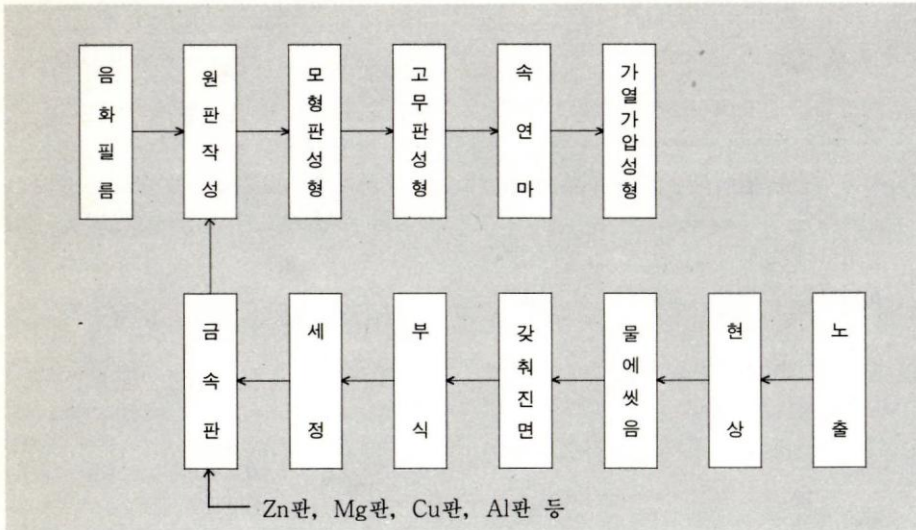 음화필름
원판작성
모형판성형
고무판성형
속연마
가열가압성형
금속판
세정
부식
갖춰진면
물에씻음
현상
노출
Zn판, Mg판, Cu판, Al판 등